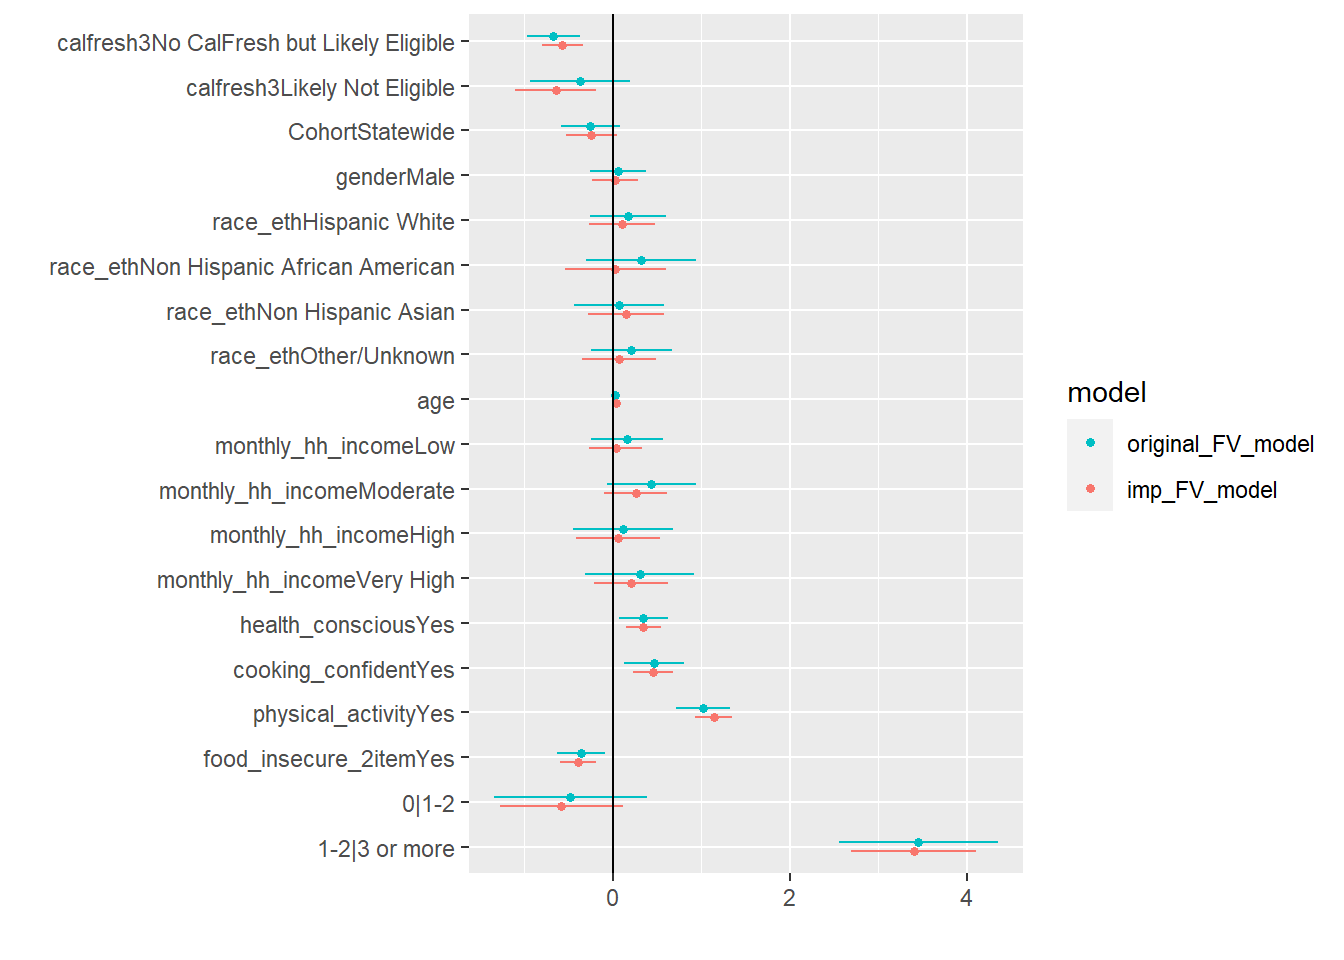 calfresh3No CalFresh but Likely Eligible
calfresh3Likely Not Eligible
CohortStatewide
genderMale
race_ethHispanic White
race_ethNon Hispanic African American
race_ethNon Hispanic Asian
race_ethOther/Unknown
age
monthly_hh_incomeLow
monthly_hh_incomeModerate
monthly_hh_incomeHigh
monthly_hh_incomeVery High
health_consciousYes
cooking_confidentYes
physical_activityYes
food_insecure_2itemYes
0|1-2
1-2|3 or more
0 2 4
model
original_FV_model
imp_FV_model